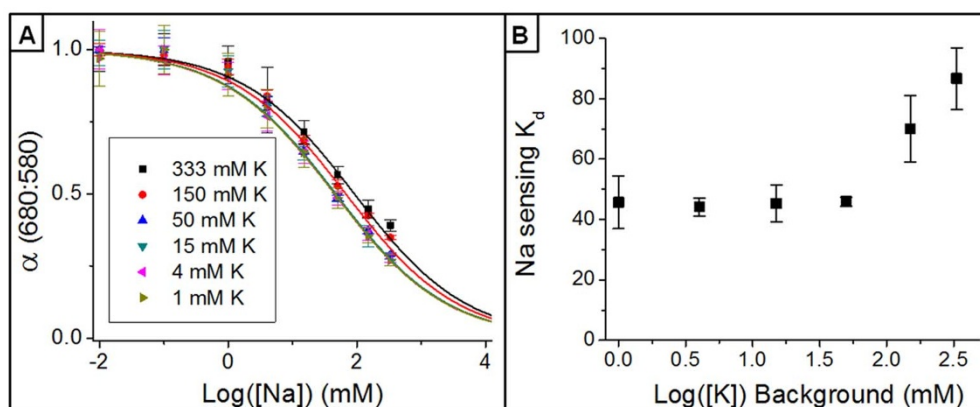 A
α (680:580)
1.0
0.5
0.0
333 mM K
150 mM K
50 mM K
15 mM K
4 mM K
1 mM K
-2
0
2
4
Log([Na]) (mM)
B
Na sensing K_d
100
80
60
40
20
0
0.0
0.5
1.0
1.5
2.0
2.5
Log([K]) Background (mM)